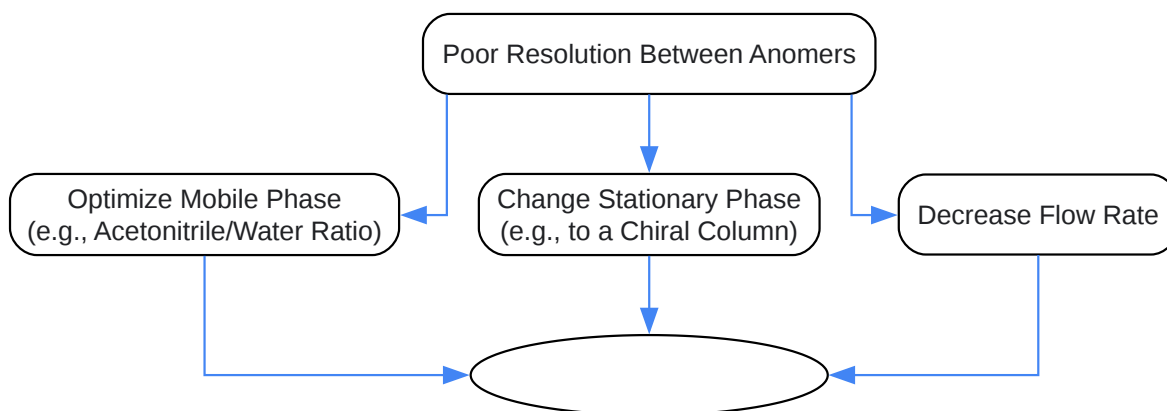 Poor Resolution Between Anomers
Optimize Mobile Phase
(e.g., Acetonitrile/Water Ratio)
Change Stationary Phase
(e.g., to a Chiral Column)
Decrease Flow Rate